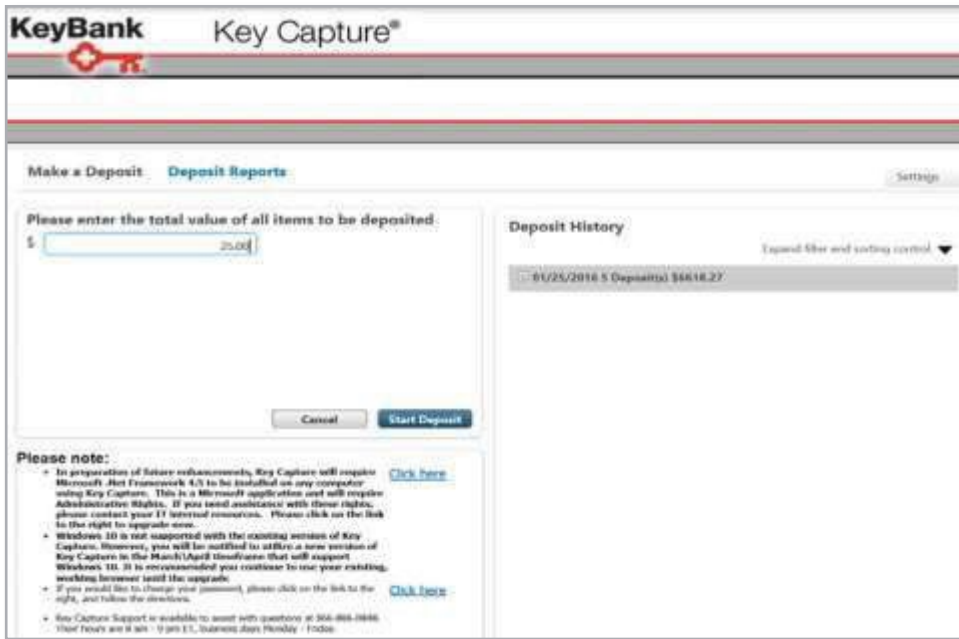 KeyBank
Key Capture®
Make a Deposit Deposit Reports
Settings
Please enter the total value of all items to be deposited
$ 25.00
Cancel Start Deposit
Deposit History
Expand filter and sorting control
01/25/2016 5 Deposit(s) $6618.27
Please note:
• In preparation of future enhancements, Key Capture will require
Microsoft .Net Framework 4.5 to be installed on any computer
using Key Capture. This is a Microsoft application and will require
Administrative Rights. If you need assistance with these rights,
please contact your IT internal resources. Please click on the link
to the right to upgrade now.
Click here
• Windows 10 is not supported with the existing version of Key
Capture. However, you will be notified to utilize a new version of
Key Capture in the March\April timeframe that will support
Windows 10. It is recommended you continue to use your existing,
working browser until the upgrade
• If you would like to change your password, please click on the link to the
right, and follow the directions.
Click here
• Key Capture Support is available to assist with questions at
Their hours are 8 am - 9 pm ET, business days Monday - Friday.